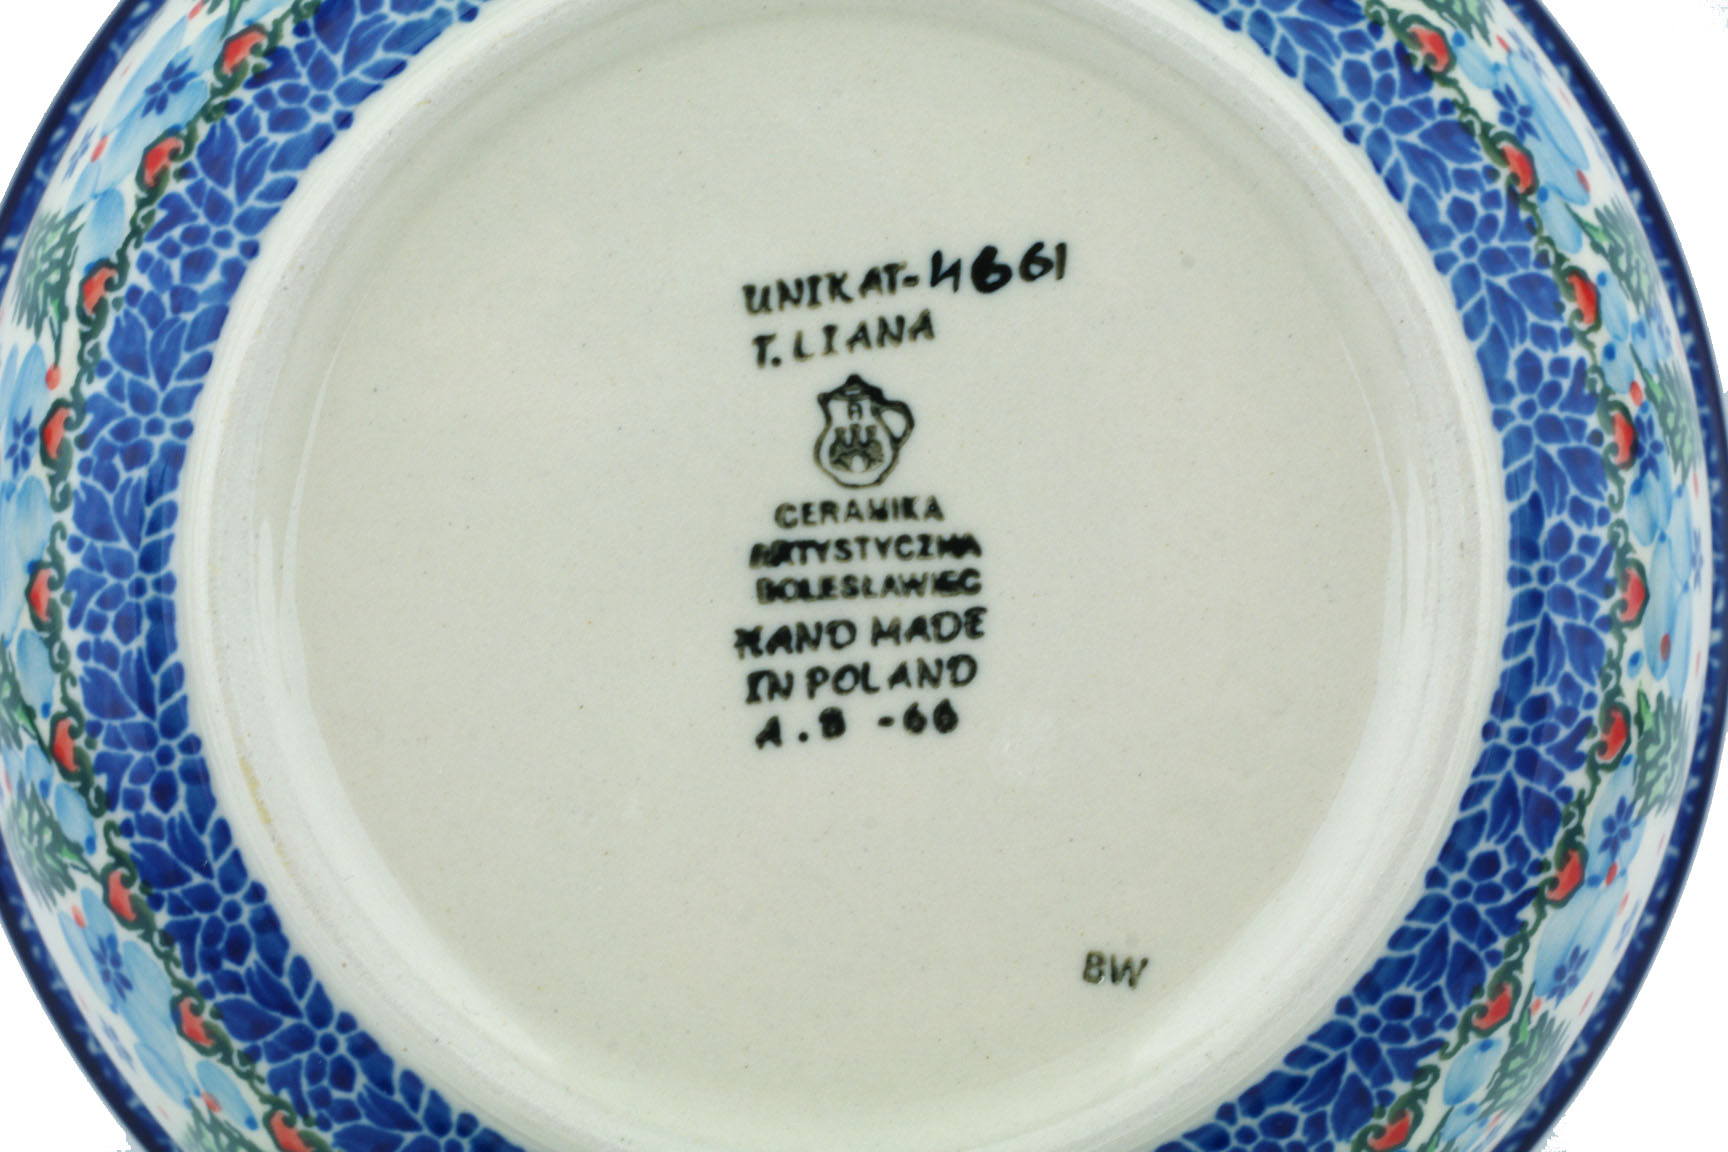 UNIKAT-4661
T. LIANA
CERAMIKA
ARTYSTYCZNA
BOLESŁAWIEC
HAND MADE
IN POLAND
A.B -66
BW